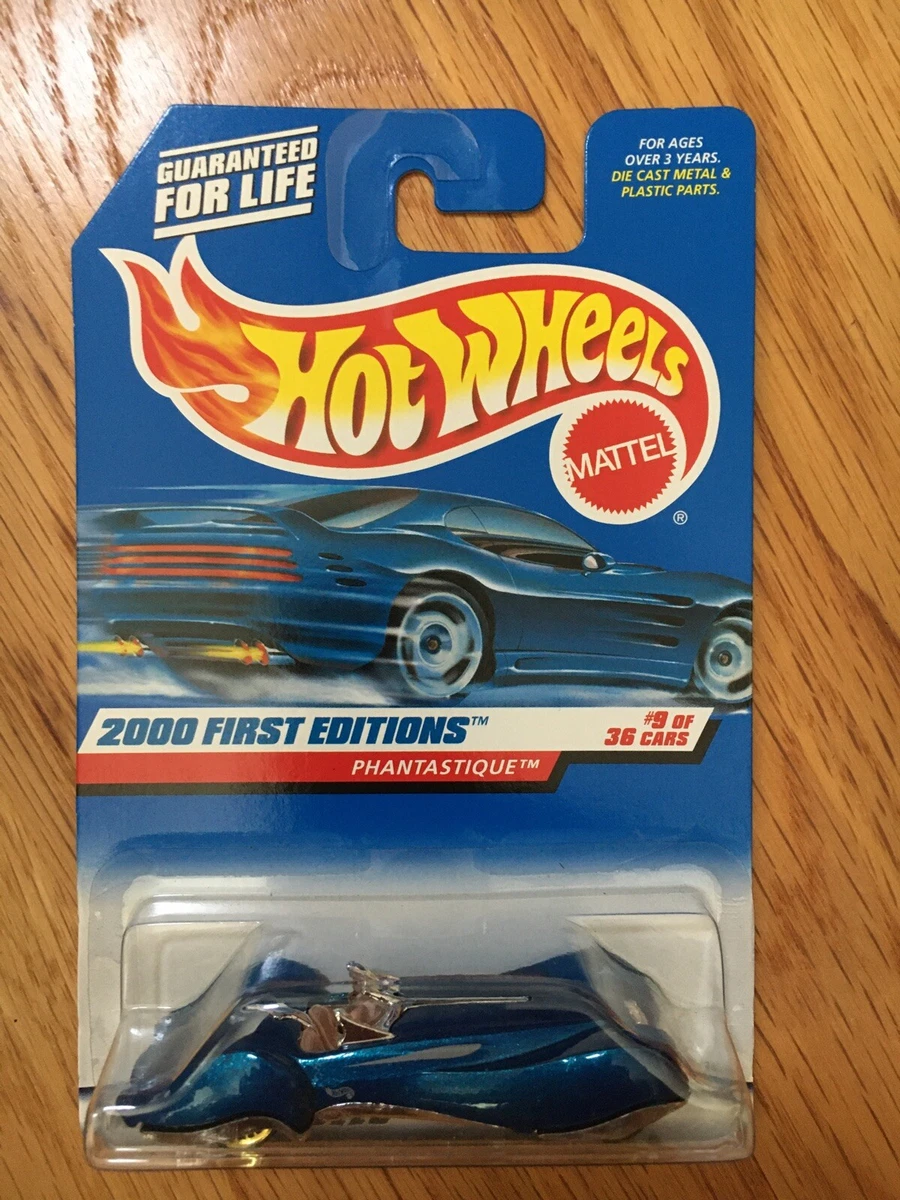 GUARANTEED
FOR LIFE
FOR AGES
OVER 3 YEARS.
DIE CAST METAL &
PLASTIC PARTS.
HOT WHEELS
MATTEL
®
2000 FIRST EDITIONS™
#9 OF
36 CARS
PHANTASTIQUE™